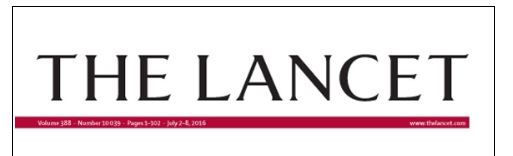 THE LANCET
Volume 388 · Number 10039 · Pages 1-102 · July 2–8, 2016 www.thelancet.com